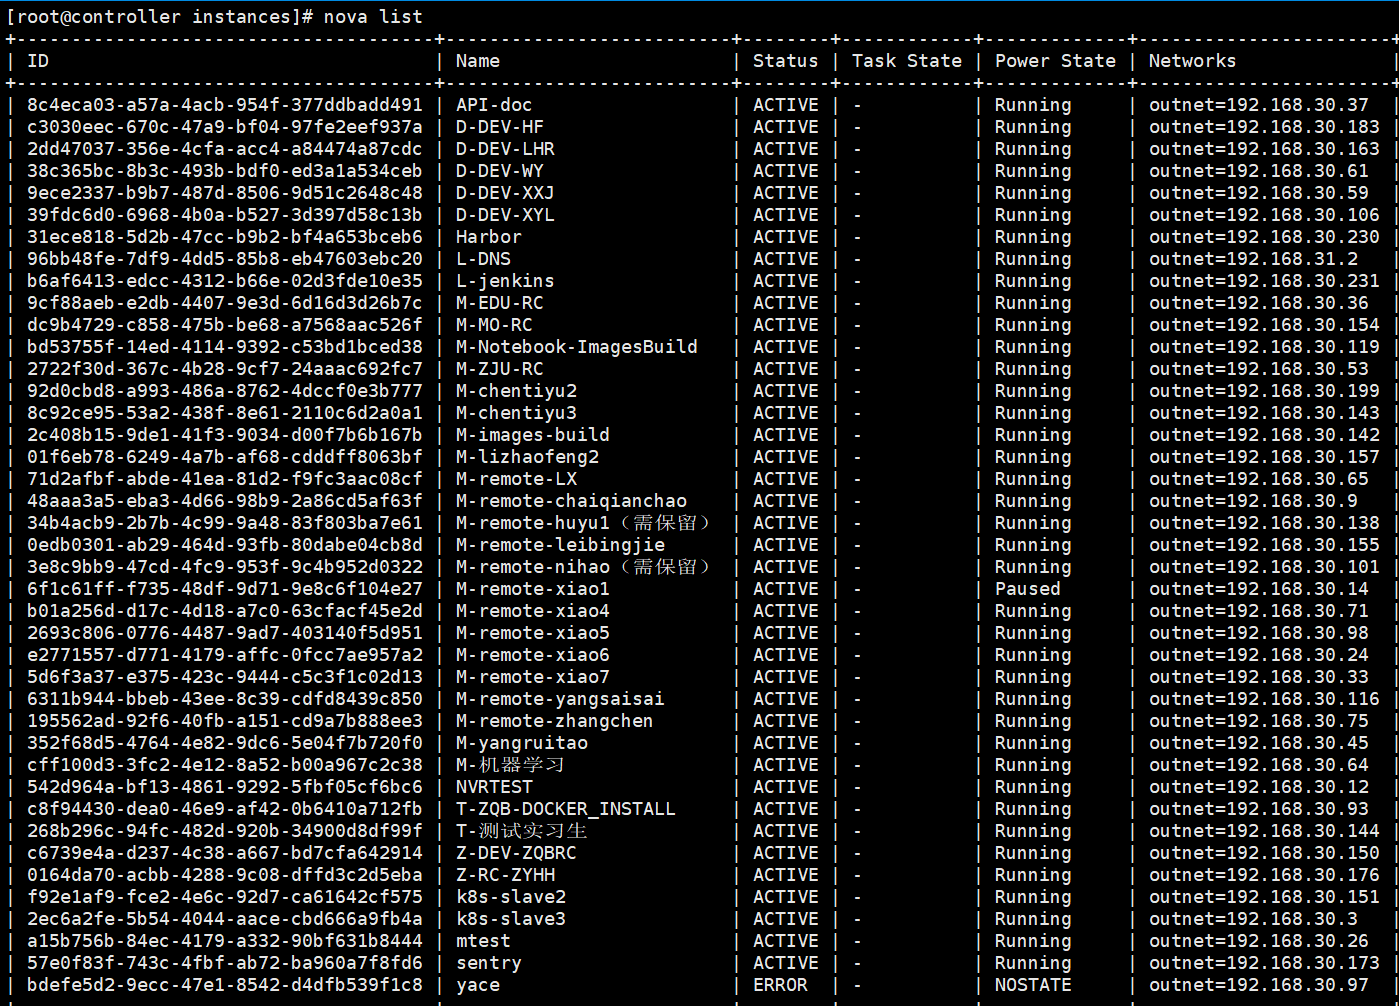 [root@controller instances]# nova list
+--------------------------------------+--------------------------+--------+------------+-------------+-----------------------+
| ID | Name | Status | Task State | Power State | Networks |
+--------------------------------------+--------------------------+--------+------------+-------------+-----------------------+
| 8c4eca03-a57a-4acb-954f-377ddbadd491 | API-doc | ACTIVE | - | Running | outnet=192.168.30.37 |
| c3030eec-670c-47a9-bf04-97fe2eef937a | D-DEV-HF | ACTIVE | - | Running | outnet=192.168.30.183 |
| 2dd47037-356e-4cfa-acc4-a84474a87cdc | D-DEV-LHR | ACTIVE | - | Running | outnet=192.168.30.163 |
| 38c365bc-8b3c-493b-bdf0-ed3a1a534ceb | D-DEV-WY | ACTIVE | - | Running | outnet=192.168.30.61 |
| 9ece2337-b9b7-487d-8506-9d51c2648c48 | D-DEV-XXJ | ACTIVE | - | Running | outnet=192.168.30.59 |
| 39fdc6d0-6968-4b0a-b527-3d397d58c13b | D-DEV-XYL | ACTIVE | - | Running | outnet=192.168.30.106 |
| 31ece818-5d2b-47cc-b9b2-bf4a653bceb6 | Harbor | ACTIVE | - | Running | outnet=192.168.30.230 |
| 96bb48fe-7df9-4dd5-85b8-eb47603ebc20 | L-DNS | ACTIVE | - | Running | outnet=192.168.31.2 |
| b6af6413-edcc-4312-b66e-02d3fde10e35 | L-jenkins | ACTIVE | - | Running | outnet=192.168.30.231 |
| 9cf88aeb-e2db-4407-9e3d-6d16d3d26b7c | M-EDU-RC | ACTIVE | - | Running | outnet=192.168.30.36 |
| dc9b4729-c858-475b-be68-a7568aac526f | M-MO-RC | ACTIVE | - | Running | outnet=192.168.30.154 |
| bd53755f-14ed-4114-9392-c53bd1bced38 | M-Notebook-ImagesBuild | ACTIVE | - | Running | outnet=192.168.30.119 |
| 2722f30d-367c-4b28-9cf7-24aaac692fc7 | M-ZJU-RC | ACTIVE | - | Running | outnet=192.168.30.53 |
| 92d0cbd8-a993-486a-8762-4dccf0e3b777 | M-chentiyu2 | ACTIVE | - | Running | outnet=192.168.30.199 |
| 8c92ce95-53a2-438f-8e61-2110c6d2a0a1 | M-chentiyu3 | ACTIVE | - | Running | outnet=192.168.30.143 |
| 2c408b15-9de1-41f3-9034-d00f7b6b167b | M-images-build | ACTIVE | - | Running | outnet=192.168.30.142 |
| 01f6eb78-6249-4a7b-af68-cdddff8063bf | M-lizhaofeng2 | ACTIVE | - | Running | outnet=192.168.30.157 |
| 71d2afbf-abde-41ea-81d2-f9fc3aac08cf | M-remote-LX | ACTIVE | - | Running | outnet=192.168.30.65 |
| 48aaa3a5-eba3-4d66-98b9-2a86cd5af63f | M-remote-chaiqianchao | ACTIVE | - | Running | outnet=192.168.30.9 |
| 34b4acb9-2b7b-4c99-9a48-83f803ba7e61 | M-remote-huyu1（需保留） | ACTIVE | - | Running | outnet=192.168.30.138 |
| 0edb0301-ab29-464d-93fb-80dabe04cb8d | M-remote-leibingjie | ACTIVE | - | Running | outnet=192.168.30.155 |
| 3e8c9bb9-47cd-4fc9-953f-9c4b952d0322 | M-remote-nihao（需保留） | ACTIVE | - | Running | outnet=192.168.30.101 |
| 6f1c61ff-f735-48df-9d71-9e8c6f104e27 | M-remote-xiao1 | ACTIVE | - | Paused | outnet=192.168.30.14 |
| b01a256d-d17c-4d18-a7c0-63cfacf45e2d | M-remote-xiao4 | ACTIVE | - | Running | outnet=192.168.30.71 |
| 2693c806-0776-4487-9ad7-403140f5d951 | M-remote-xiao5 | ACTIVE | - | Running | outnet=192.168.30.98 |
| e2771557-d771-4179-affc-0fcc7ae957a2 | M-remote-xiao6 | ACTIVE | - | Running | outnet=192.168.30.24 |
| 5d6f3a37-e375-423c-9444-c5c3f1c02d13 | M-remote-xiao7 | ACTIVE | - | Running | outnet=192.168.30.33 |
| 6311b944-bbeb-43ee-8c39-cdfd8439c850 | M-remote-yangsaisai | ACTIVE | - | Running | outnet=192.168.30.116 |
| 195562ad-92f6-40fb-a151-cd9a7b888ee3 | M-remote-zhangchen | ACTIVE | - | Running | outnet=192.168.30.75 |
| 352f68d5-4764-4e82-9dc6-5e04f7b720f0 | M-yangruitao | ACTIVE | - | Running | outnet=192.168.30.45 |
| cff100d3-3fc2-4e12-8a52-b00a967c2c38 | M-机器学习 | ACTIVE | - | Running | outnet=192.168.30.64 |
| 542d964a-bf13-4861-9292-5fbf05cf6bc6 | NVRTEST | ACTIVE | - | Running | outnet=192.168.30.12 |
| c8f94430-dea0-46e9-af42-0b6410a712fb | T-ZQB-DOCKER_INSTALL | ACTIVE | - | Running | outnet=192.168.30.93 |
| 268b296c-94fc-482d-920b-34900d8df99f | T-测试实习生 | ACTIVE | - | Running | outnet=192.168.30.144 |
| c6739e4a-d237-4c38-a667-bd7cfa642914 | Z-DEV-ZQBRC | ACTIVE | - | Running | outnet=192.168.30.150 |
| 0164da70-acbb-4288-9c08-dffd3c2d5eba | Z-RC-ZYHH | ACTIVE | - | Running | outnet=192.168.30.176 |
| f92e1af9-fce2-4e6c-92d7-ca61642cf575 | k8s-slave2 | ACTIVE | - | Running | outnet=192.168.30.151 |
| 2ec6a2fe-5b54-4044-aace-cbd666a9fb4a | k8s-slave3 | ACTIVE | - | Running | outnet=192.168.30.3 |
| a15b756b-84ec-4179-a332-90bf631b8444 | mtest | ACTIVE | - | Running | outnet=192.168.30.26 |
| 57e0f83f-743c-4fbf-ab72-ba960a7f8fd6 | sentry | ACTIVE | - | Running | outnet=192.168.30.173 |
| bdefe5d2-9ecc-47e1-8542-d4dfb539f1c8 | yace | ERROR | - | NOSTATE | outnet=192.168.30.97 |